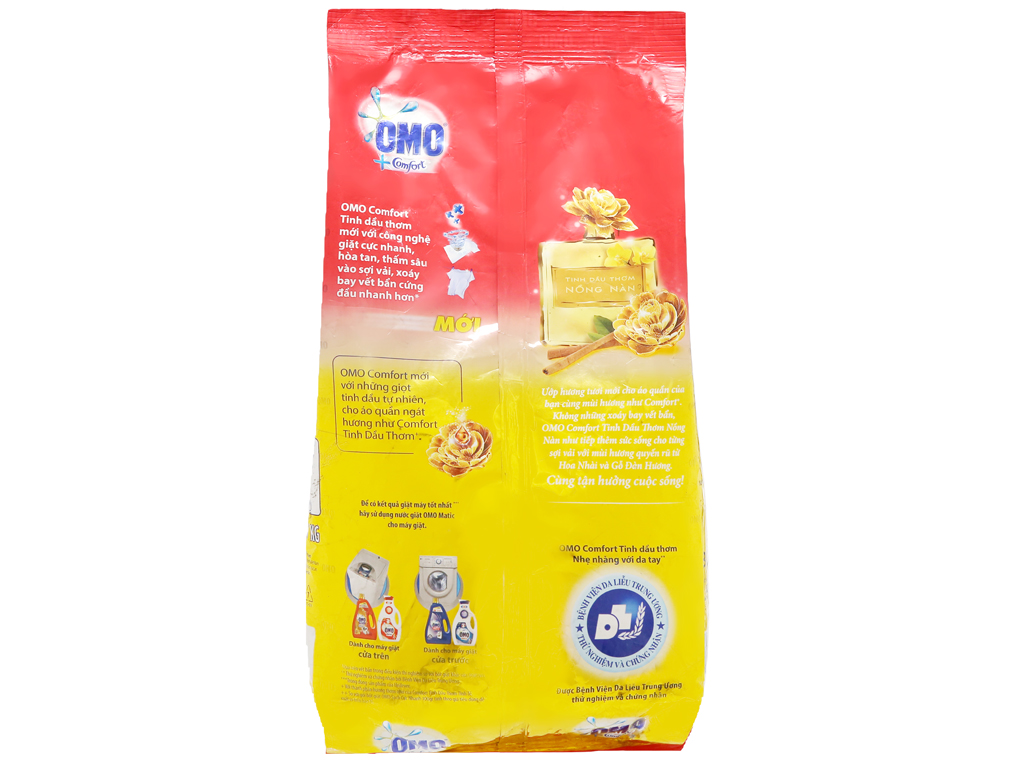 OMO
+Comfort
OMO Comfort
Tinh dầu thơm
mới với công nghệ
giặt cực nhanh,
hòa tan, thấm sâu
vào sợi vải, xoáy
bay vết bẩn cứng
đầu nhanh hơn*
MỚI
OMO Comfort mới
với những giọt
tinh dầu tự nhiên,
cho áo quần ngát
hương như Comfort
Tinh Dầu Thơm⁺.
Để có kết quả giặt máy tốt nhất
hãy sử dụng nước giặt OMO Matic
cho máy giặt.
Dành cho máy giặt
cửa trên
Dành cho máy giặt
cửa trước
TINH DẦU THƠM
NỒNG NÀN
Ướp hương tươi mới cho áo quần của
bạn cùng mùi hương như Comfort⁺.
Không những xoáy bay vết bẩn,
OMO Comfort Tinh Dầu Thơm Nồng
Nàn như tiếp thêm sức sống cho từng
sợi vải với mùi hương quyến rũ từ
Hoa Nhài và Gỗ Đàn Hương.
Cùng tận hưởng cuộc sống!
OMO Comfort Tinh dầu thơm
Nhẹ nhàng với da tay**
BỆNH VIỆN DA LIỄU TRUNG ƯƠNG
THỬ NGHIỆM VÀ CHỨNG NHẬN
Được Bệnh Viện Da Liễu Trung Ương
thử nghiệm và chứng nhận
KG
OMO